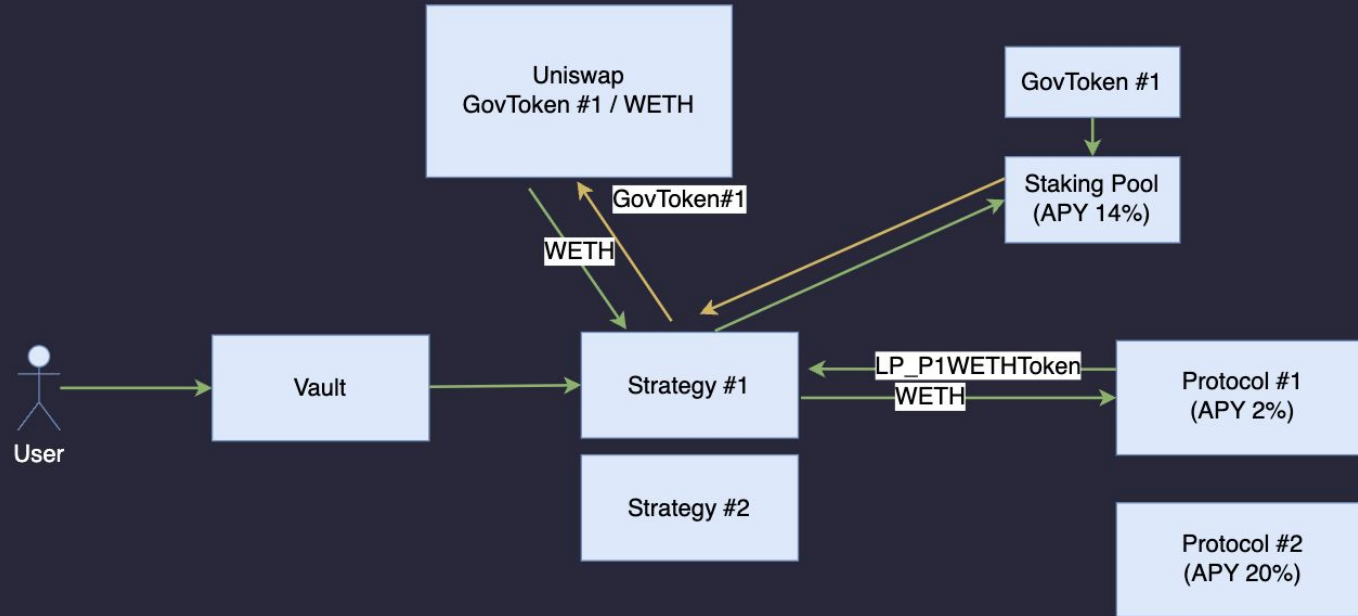 Uniswap
GovToken #1 / WETH
GovToken #1
Staking Pool
(APY 14%)
GovToken#1
WETH
User
Vault
Strategy #1
LP_P1WETHToken
WETH
Protocol #1
(APY 2%)
Strategy #2
Protocol #2
(APY 20%)